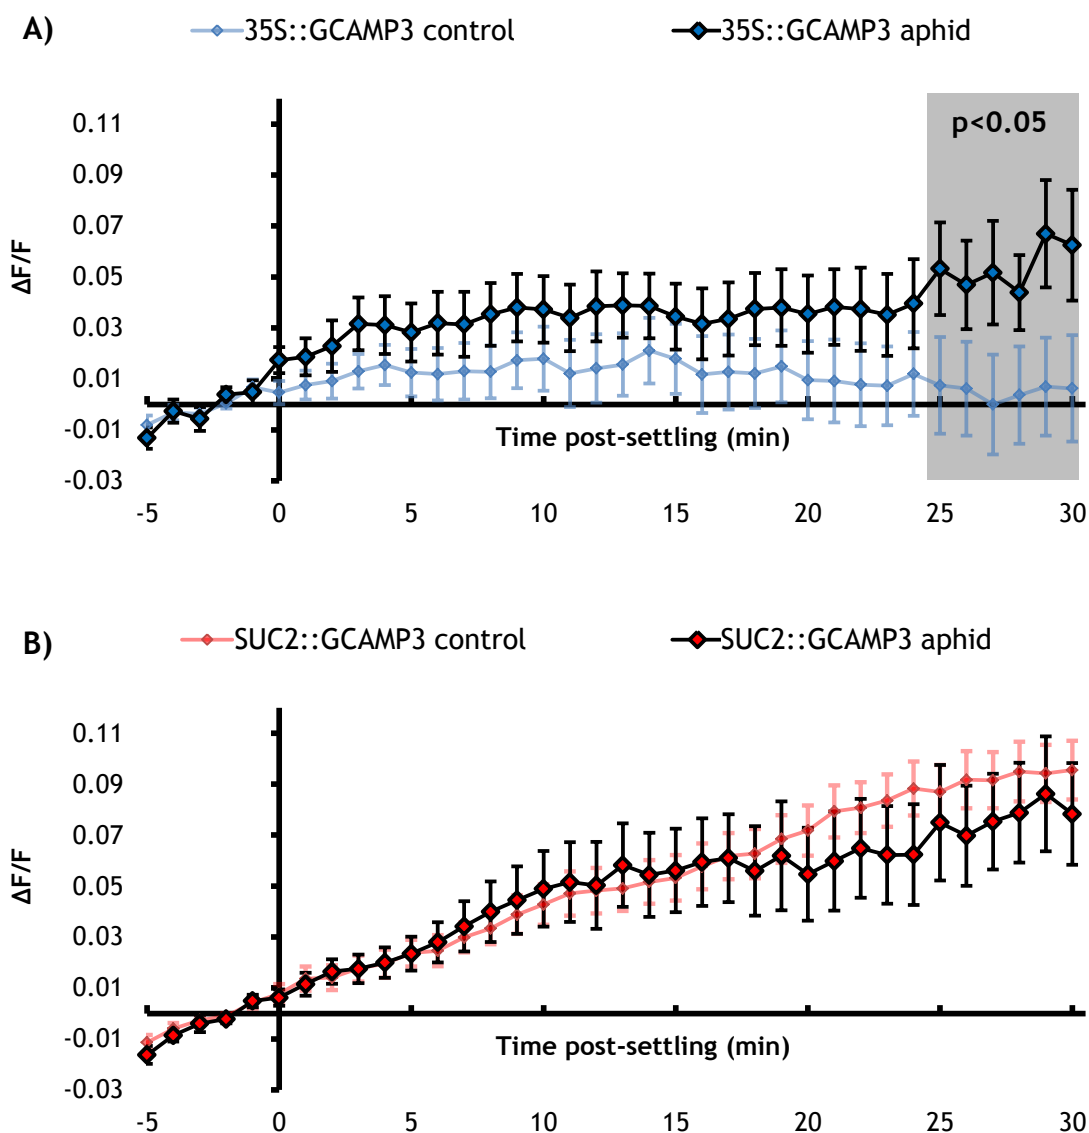 A)
35S::GCAMP3 control
35S::GCAMP3 aphid
p<0.05
0.11
0.09
0.07
0.05
0.03
0.01
-0.01
-0.03
ΔF/F
Time post-settling (min)
-5 0 5 10 15 20 25 30
B)
SUC2::GCAMP3 control
SUC2::GCAMP3 aphid
0.11
0.09
0.07
0.05
0.03
0.01
-0.01
-0.03
ΔF/F
Time post-settling (min)
-5 0 5 10 15 20 25 30